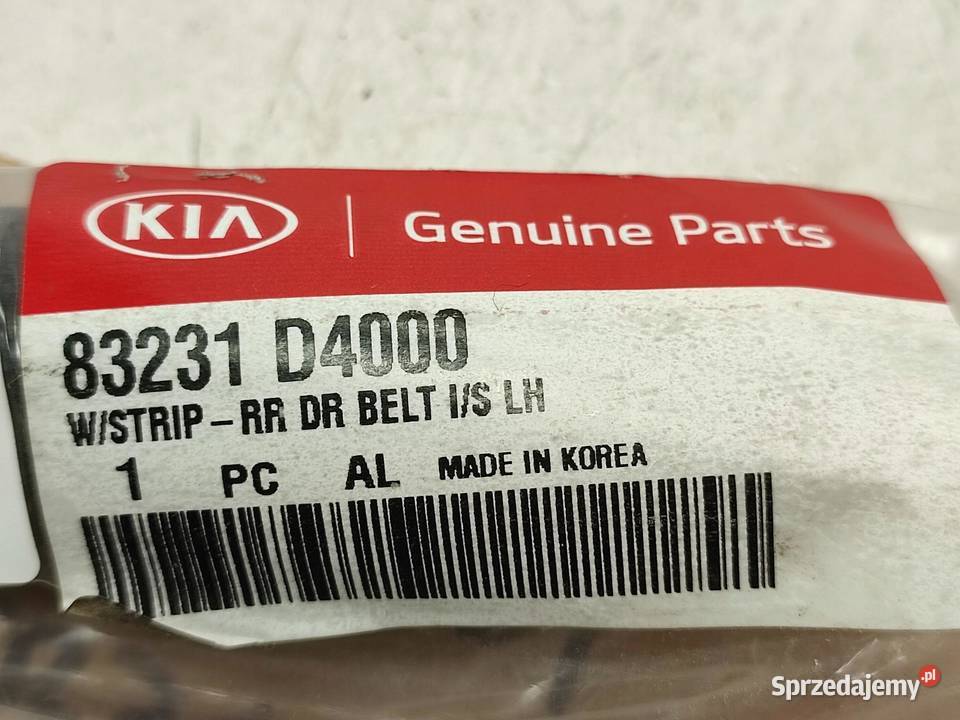 KIA | Genuine Parts
83231 D4000
W/STRIP-RR DR BELT I/S LH
1 PC AL MADE IN KOREA
Sprzedajemy.pl